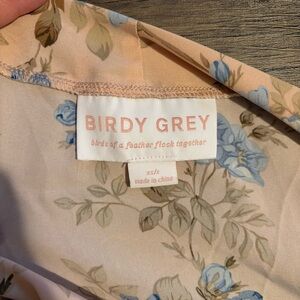 BIRDY GREY
birds of a feather flock together
xs/s
made in china